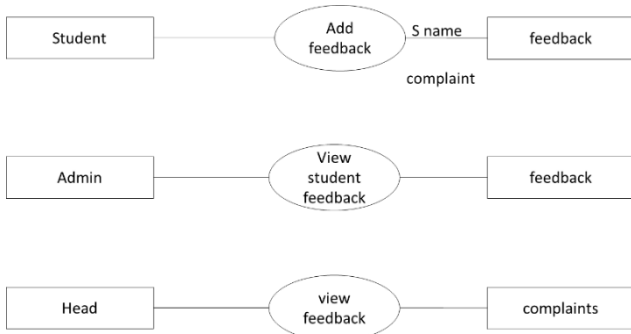 Student
Add
feedback
S name
complaint
feedback
Admin
View
student
feedback
feedback
Head
view
feedback
complaints